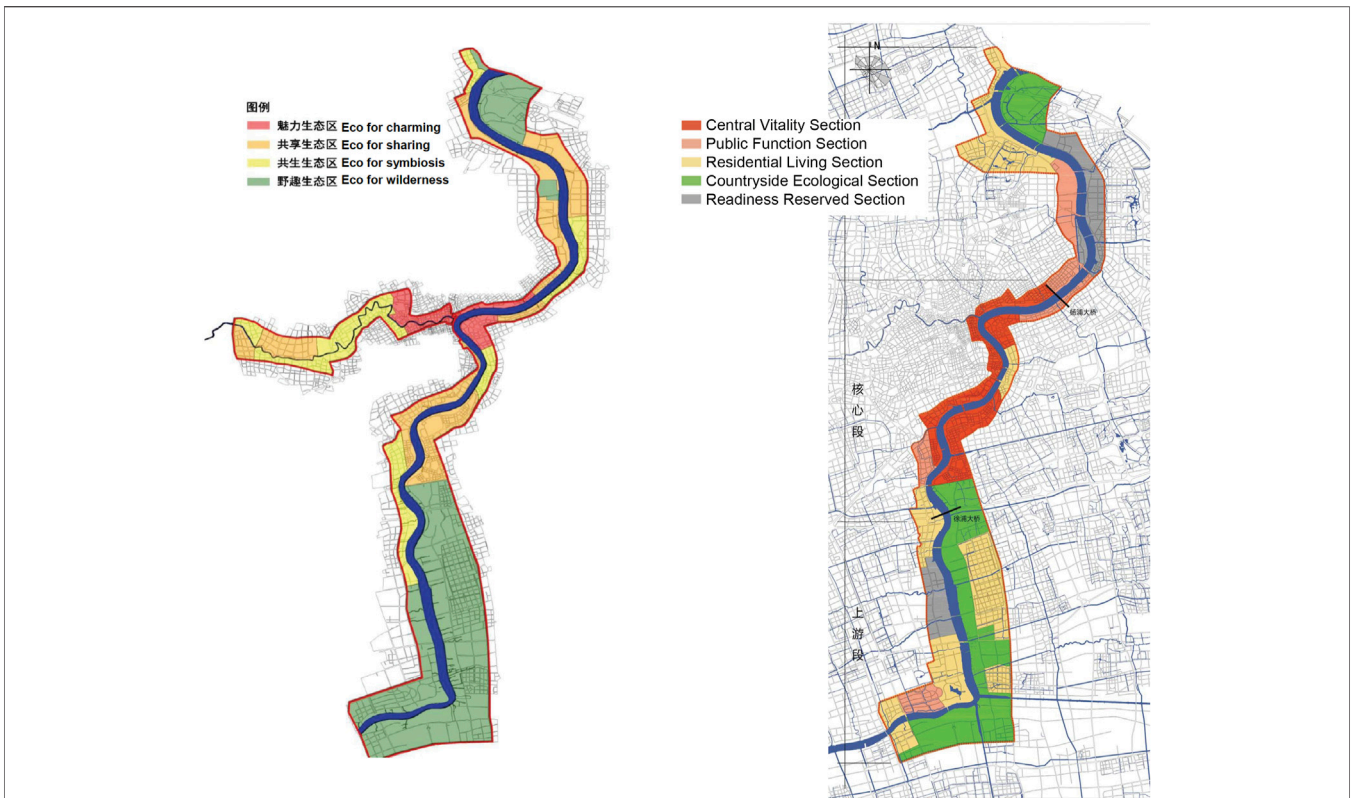 图例
魅力生态区 Eco for charming
共享生态区 Eco for sharing
共生生态区 Eco for symbiosis
野趣生态区 Eco for wilderness
N
Central Vitality Section
Public Function Section
Residential Living Section
Countryside Ecological Section
Readiness Reserved Section
杨浦大桥
核心段
徐浦大桥
上游段